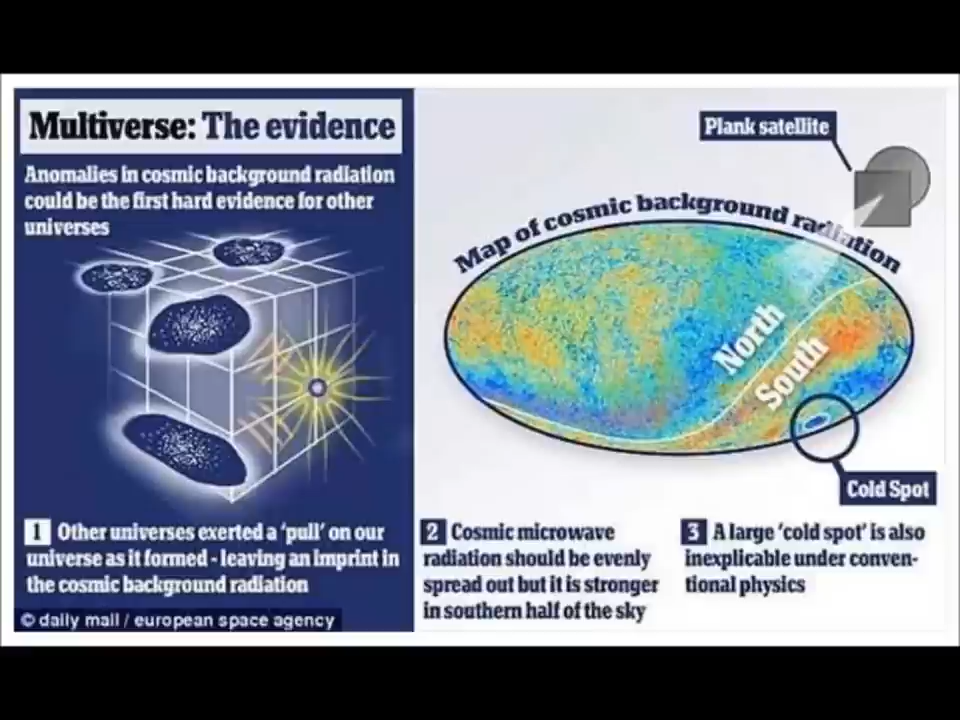 Multiverse: The evidence
Anomalies in cosmic background radiation
could be the first hard evidence for other
universes
1 Other universes exerted a 'pull' on our
universe as it formed - leaving an imprint in
the cosmic background radiation
© daily mail / european space agency
Plank satellite
Map of cosmic background radiation
North
South
Cold Spot
2 Cosmic microwave
radiation should be evenly
spread out but it is stronger
in southern half of the sky
3 A large 'cold spot' is also
inexplicable under conven-
tional physics